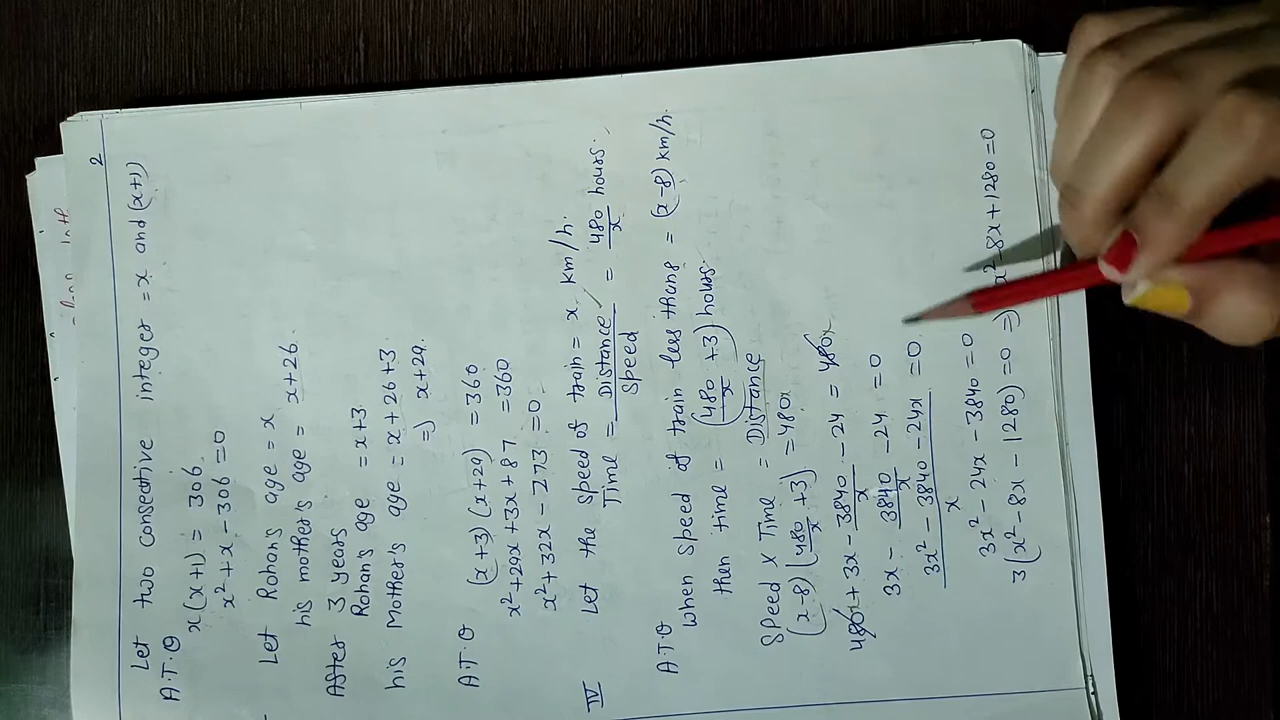 2
Let two consective integer = x and (x+1)
A.T.Q
x(x+1) = 306
x² + x - 306 = 0
Let Rohan's age = x
his mother's age = x+26.
After 3 years
Rohan's age = x+3
his Mother's age = x+26+3.
=) x+29.
A.T.Q (x+3)(x+29) = 360
x²+29x+3x+87 = 360
x²+32x-273 = 0
IV Let the speed of train = x km/h.
Time = Distance/Speed = 480/x hours.
A.T.Q
When speed of train less than 8 = (x-8) km/h.
then time = (480/x +3) hours.
Speed x Time = Distance
(x-8)(480/x +3) = 480x
480x + 3x - 3840/x - 24 = 480x
3x - 3840/x - 24 = 0
3x² - 3840 - 24x/x = 0
3x² - 24x - 3840 = 0
3(x² - 8x - 1280) = 0 =) x² - 8x + 1280 = 0